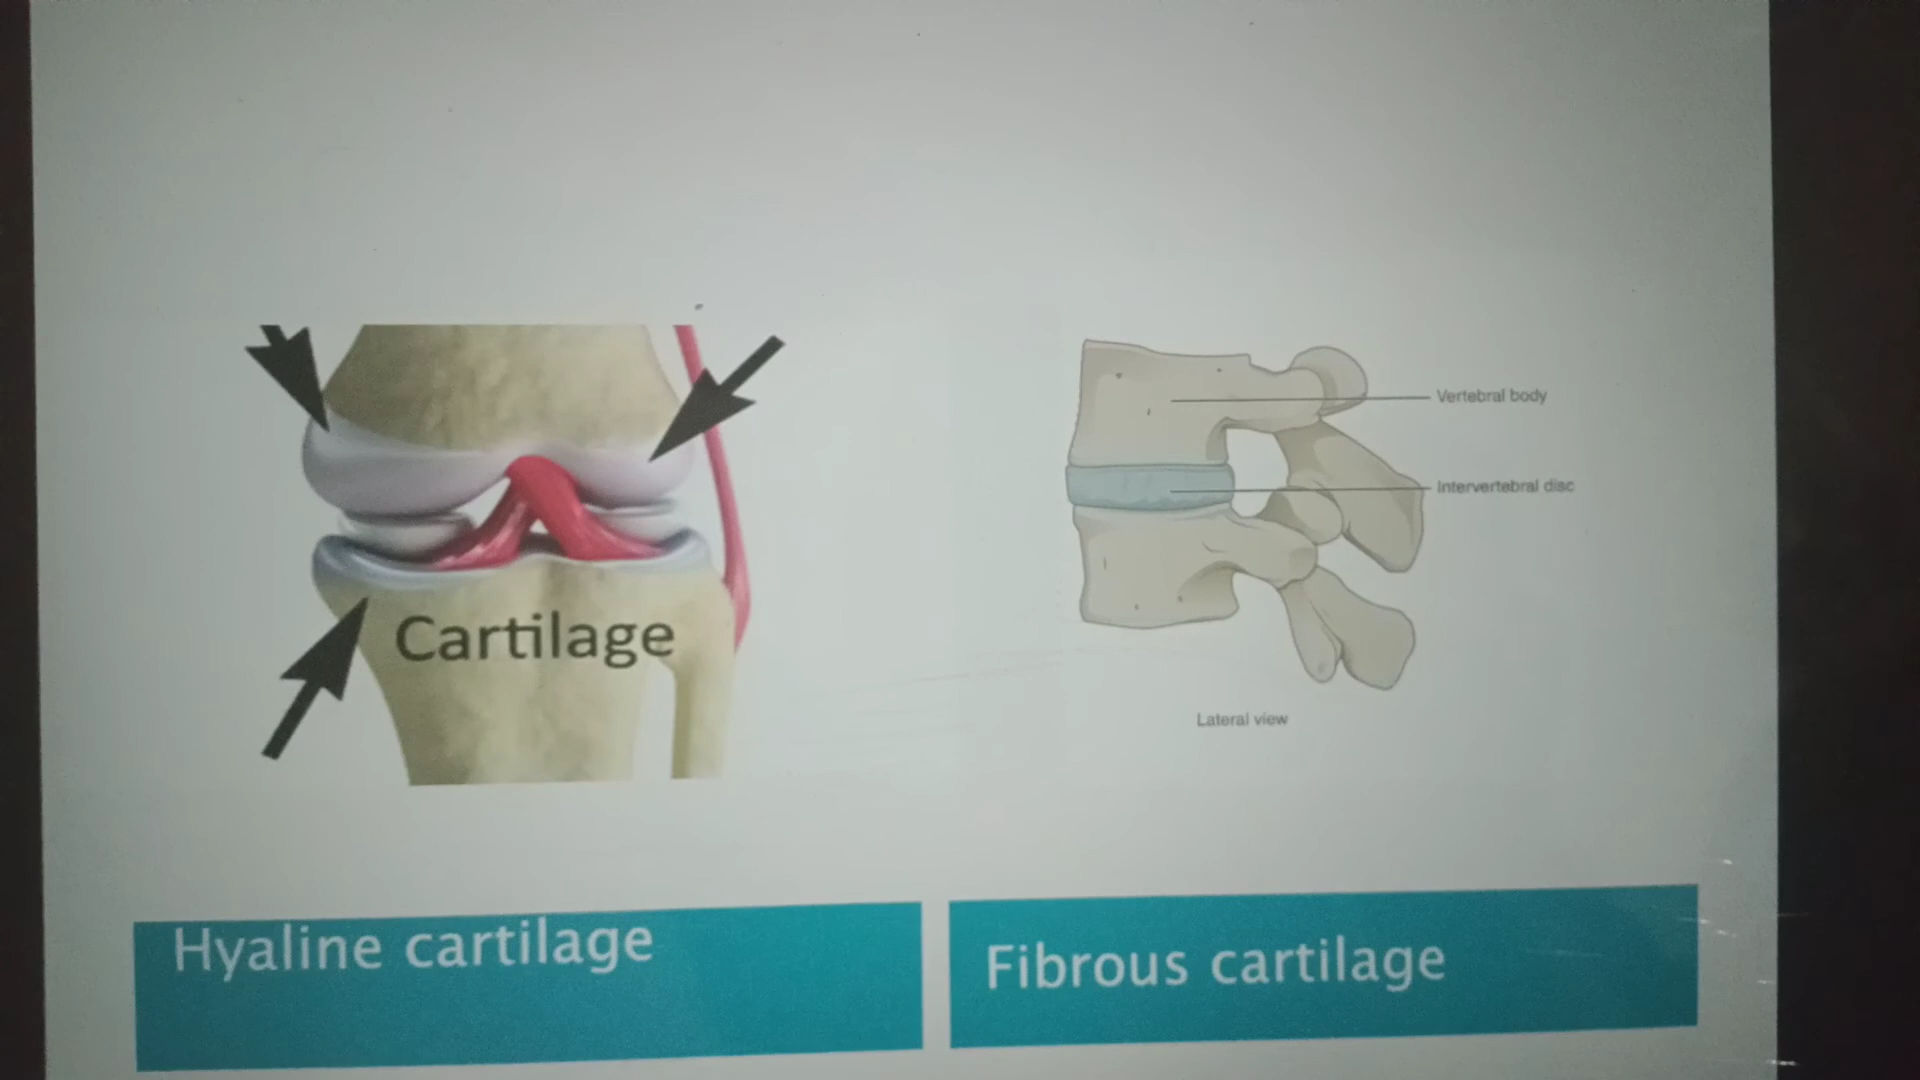 Cartilage
Vertebral body
Intervertebral disc
Lateral view
Hyaline cartilage
Fibrous cartilage